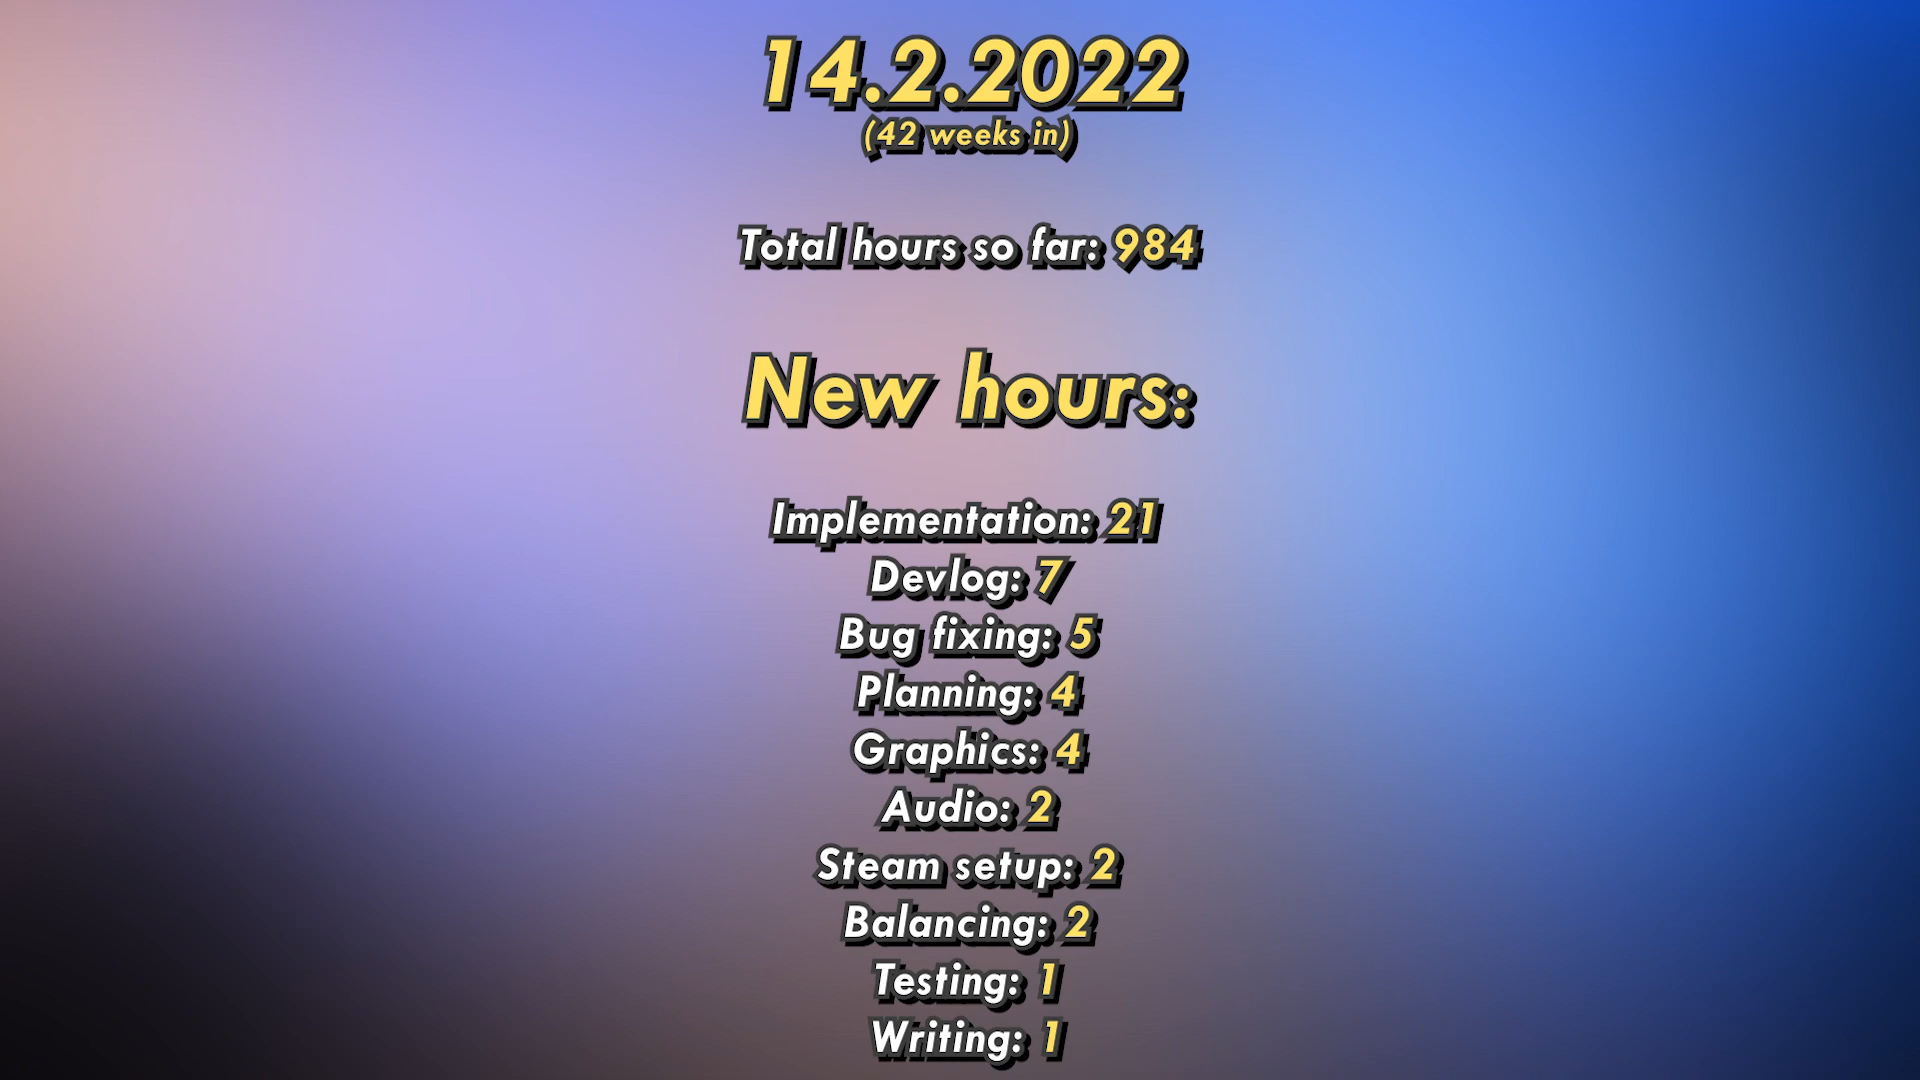 14.2.2022
(42 weeks in)
Total hours so far: 984
New hours:
Implementation: 21
Devlog: 7
Bug fixing: 5
Planning: 4
Graphics: 4
Audio: 2
Steam setup: 2
Balancing: 2
Testing: 1
Writing: 1